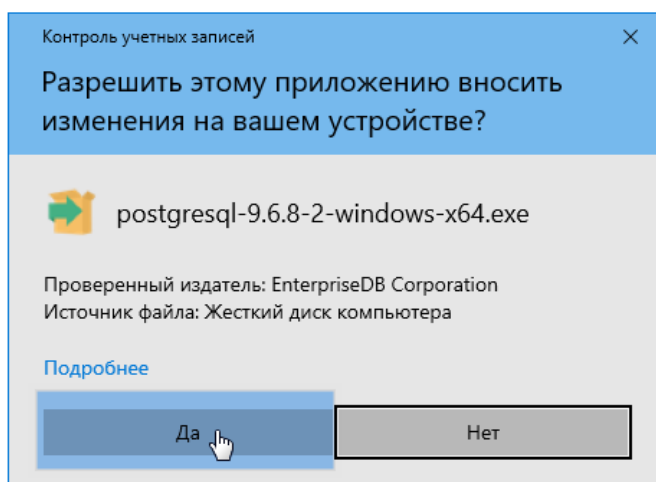 Контроль учетных записей
Разрешить этому приложению вносить
изменения на вашем устройстве?
postgresql-9.6.8-2-windows-x64.exe
Проверенный издатель: EnterpriseDB Corporation
Источник файла: Жесткий диск компьютера
Подробнее
Да
Нет